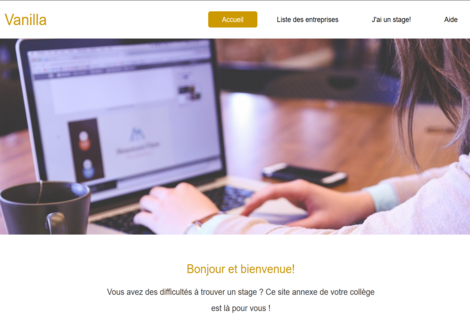 Vanilla
Accueil
Liste des entreprises
J'ai un stage!
Aide
Bonjour et bienvenue!
Vous avez des difficultés à trouver un stage ? Ce site annexe de votre collège
est là pour vous !